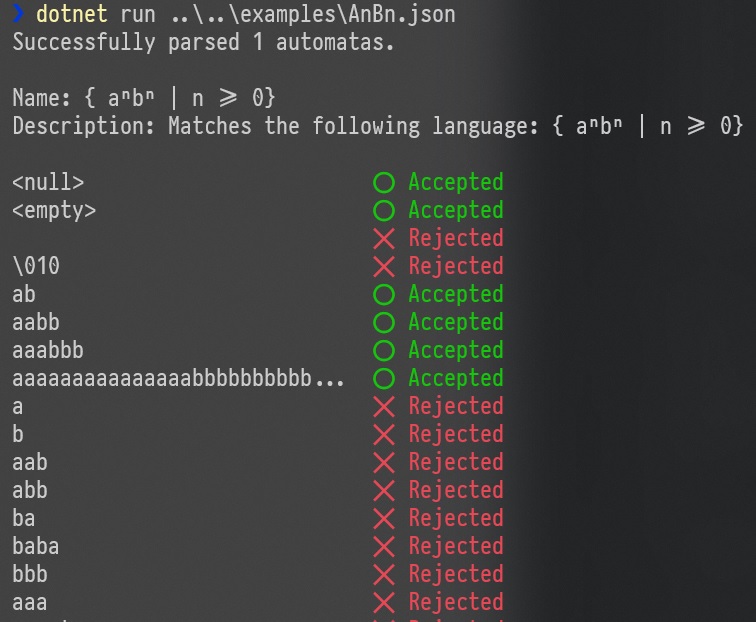 ❯ dotnet run ..\..\examples\AnBn.json
Successfully parsed 1 automatas.
Name: { aⁿbⁿ | n ⩾ 0}
Description: Matches the following language: { aⁿbⁿ | n ⩾ 0}
<null> ◯ Accepted
<empty> ◯ Accepted
╳ Rejected
\010 ╳ Rejected
ab ◯ Accepted
aabb ◯ Accepted
aaabbb ◯ Accepted
aaaaaaaaaaaaaaabbbbbbbbbb... ◯ Accepted
a ╳ Rejected
b ╳ Rejected
aab ╳ Rejected
abb ╳ Rejected
ba ╳ Rejected
baba ╳ Rejected
bbb ╳ Rejected
aaa ╳ Rejected